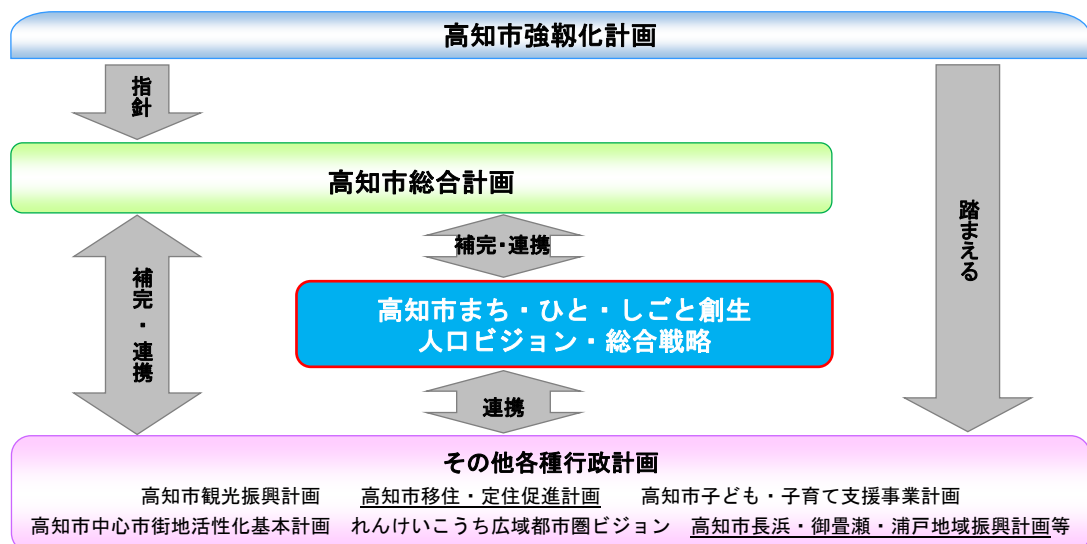 高知市強靱化計画
指針
高知市総合計画
踏まえる
補完・連携
補完・連携
高知市まち・ひと・しごと創生
人口ビジョン・総合戦略
連携
その他各種行政計画
高知市観光振興計画 高知市移住・定住促進計画 高知市子ども・子育て支援事業計画
高知市中心市街地活性化基本計画 れんけいこうち広域都市圏ビジョン 高知市長浜・御畳瀬・浦戸地域振興計画等